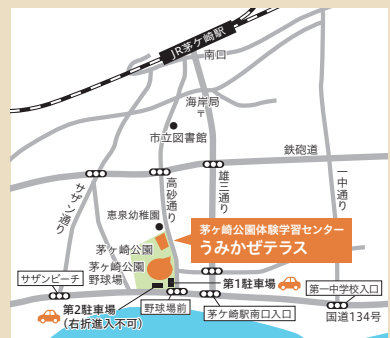 JR茅ケ崎駅
南口
海岸局
〒
市立図書館
鉄砲道
サザン通り
高砂通り
雄三通り
一中通り
恵泉幼稚園
茅ヶ崎公園体験学習センター
うみかぜテラス
茅ヶ崎公園
茅ケ崎公園
野球場
サザンビーチ
第1駐車場
第一中学校入口
第2駐車場
(右折進入不可)
野球場前
茅ケ崎駅南口入口
国道134号